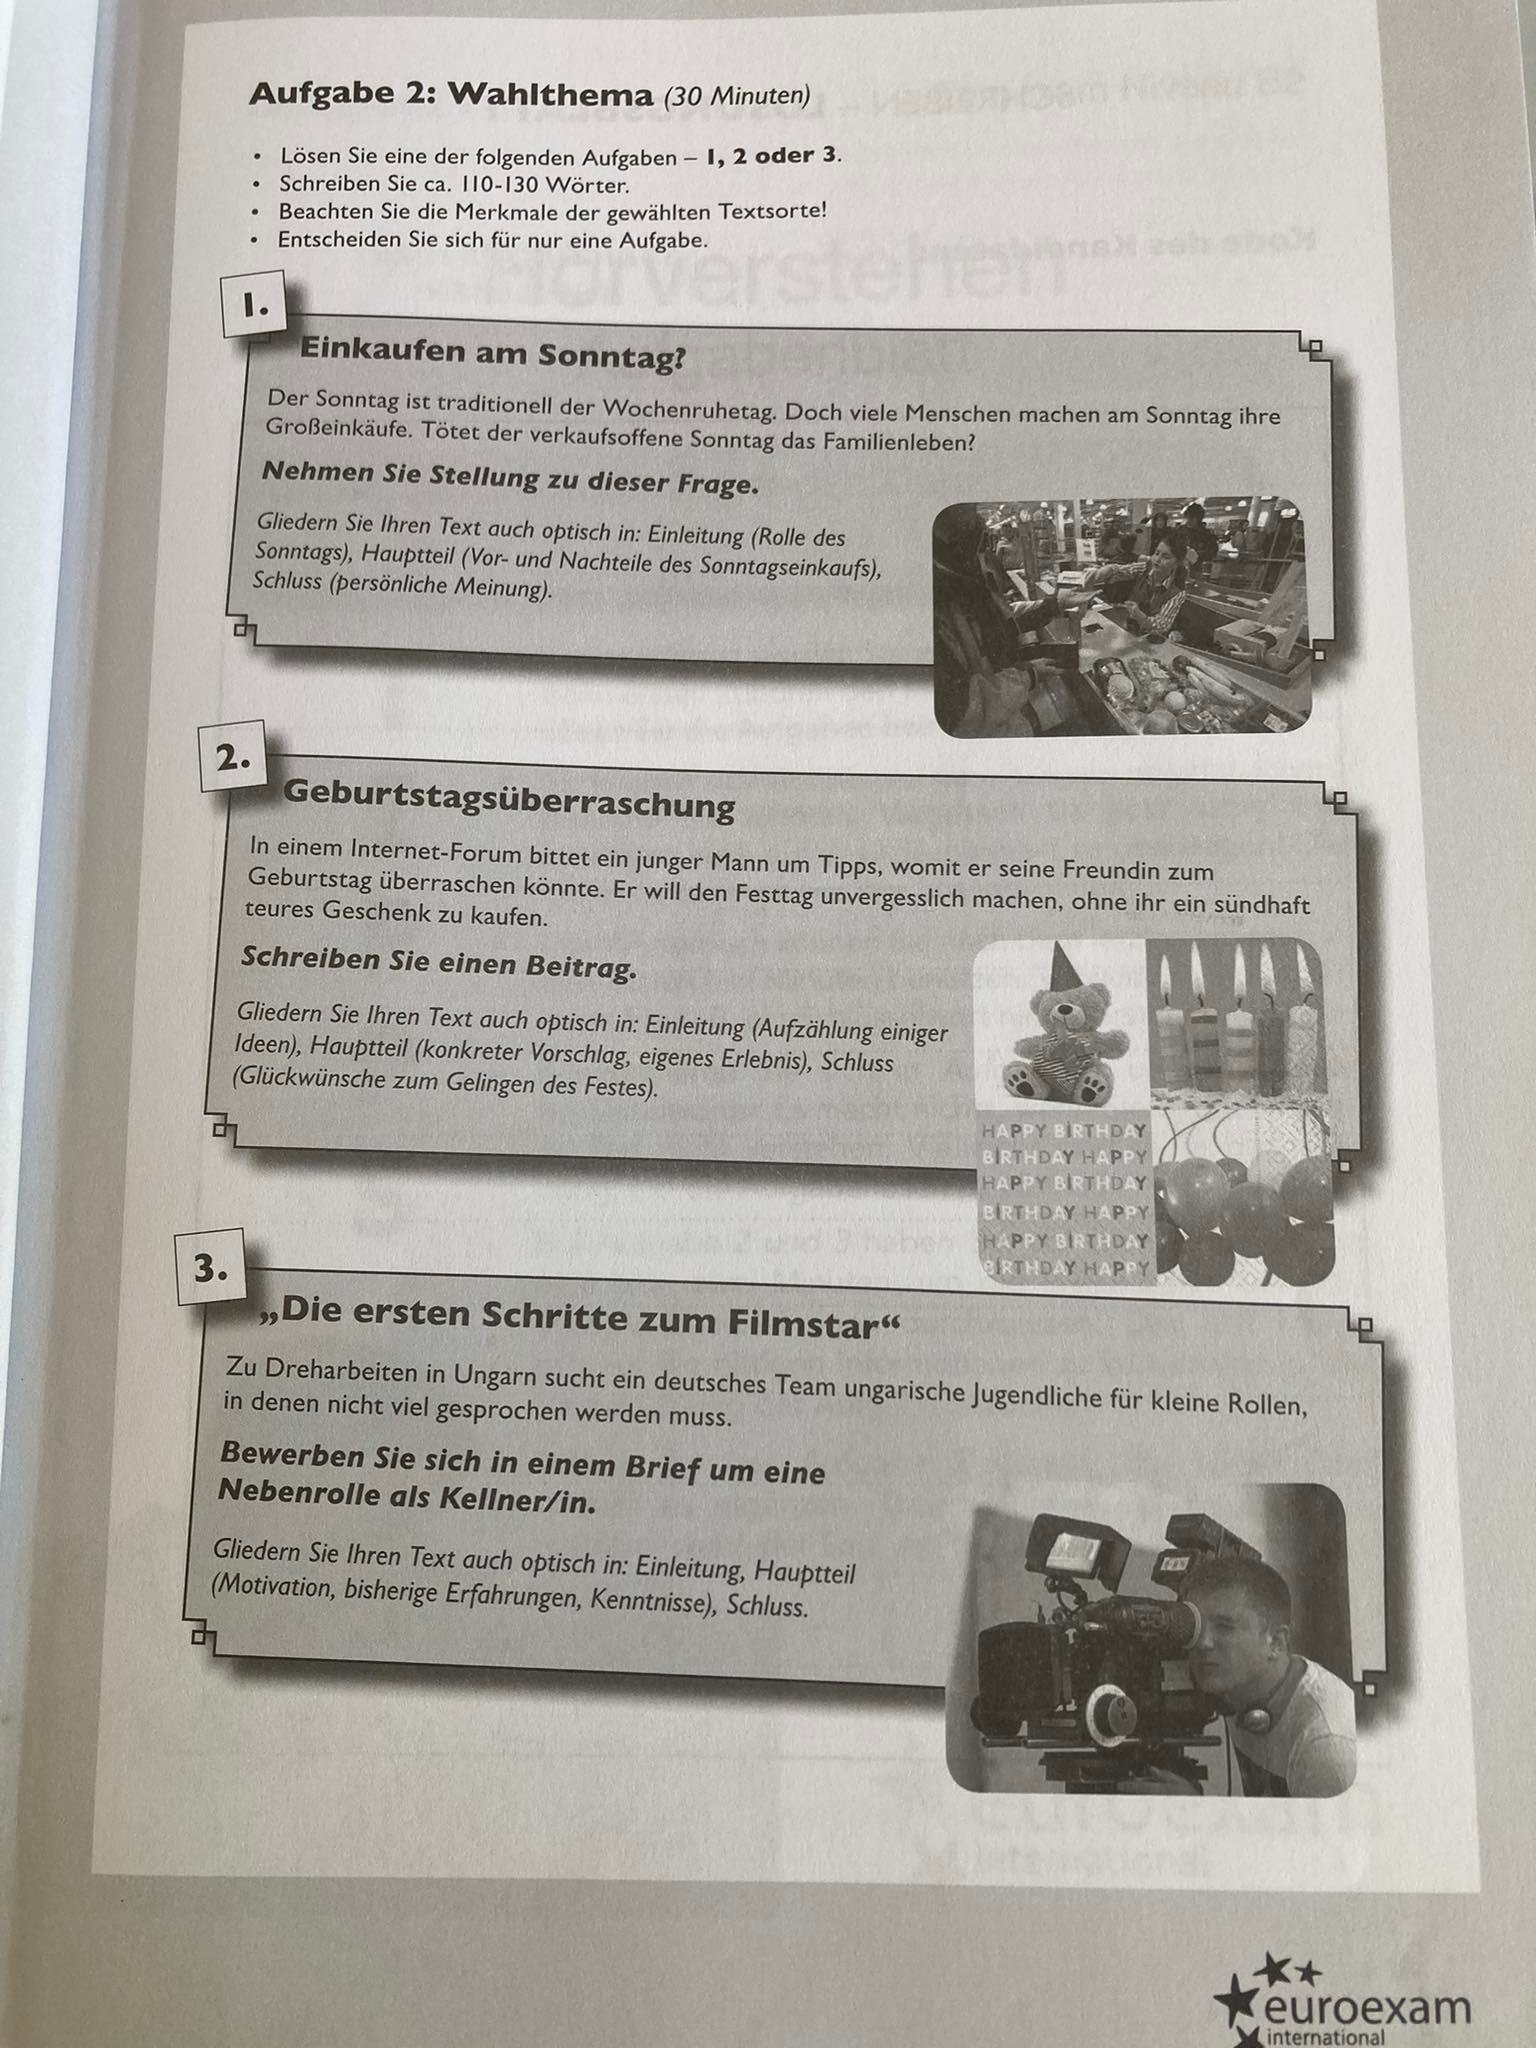 Aufgabe 2: Wahlthema (30 Minuten)
• Lösen Sie eine der folgenden Aufgaben – 1, 2 oder 3.
• Schreiben Sie ca. 110-130 Wörter.
• Beachten Sie die Merkmale der gewählten Textsorte!
• Entscheiden Sie sich für nur eine Aufgabe.
1.
Einkaufen am Sonntag?
Der Sonntag ist traditionell der Wochenruhetag. Doch viele Menschen machen am Sonntag ihre
Großeinkäufe. Tötet der verkaufsoffene Sonntag das Familienleben?
Nehmen Sie Stellung zu dieser Frage.
Gliedern Sie Ihren Text auch optisch in: Einleitung (Rolle des
Sonntags), Hauptteil (Vor- und Nachteile des Sonntagseinkaufs),
Schluss (persönliche Meinung).
2.
Geburtstagsüberraschung
In einem Internet-Forum bittet ein junger Mann um Tipps, womit er seine Freundin zum
Geburtstag überraschen könnte. Er will den Festtag unvergesslich machen, ohne ihr ein sündhaft
teures Geschenk zu kaufen.
Schreiben Sie einen Beitrag.
Gliedern Sie Ihren Text auch optisch in: Einleitung (Aufzählung einiger
Ideen), Hauptteil (konkreter Vorschlag, eigenes Erlebnis), Schluss
(Glückwünsche zum Gelingen des Festes).
HAPPY BIRTHDAY
BIRTHDAY HAPPY
HAPPY BIRTHDAY
BIRTHDAY HAPPY
HAPPY BIRTHDAY
BIRTHDAY HAPPY
3.
„Die ersten Schritte zum Filmstar“
Zu Dreharbeiten in Ungarn sucht ein deutsches Team ungarische Jugendliche für kleine Rollen,
in denen nicht viel gesprochen werden muss.
Bewerben Sie sich in einem Brief um eine
Nebenrolle als Kellner/in.
Gliedern Sie Ihren Text auch optisch in: Einleitung, Hauptteil
(Motivation, bisherige Erfahrungen, Kenntnisse), Schluss.
euroexam
international